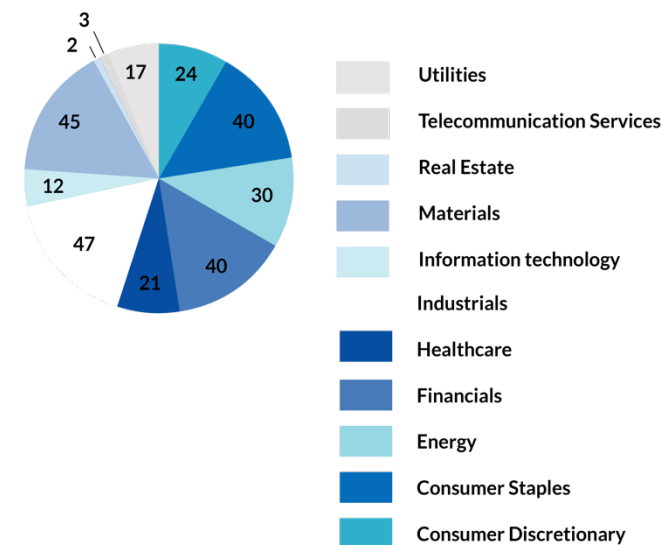 3
2
17
24
45
40
12
30
47
40
21
Utilities
Telecommunication Services
Real Estate
Materials
Information technology
Industrials
Healthcare
Financials
Energy
Consumer Staples
Consumer Discretionary